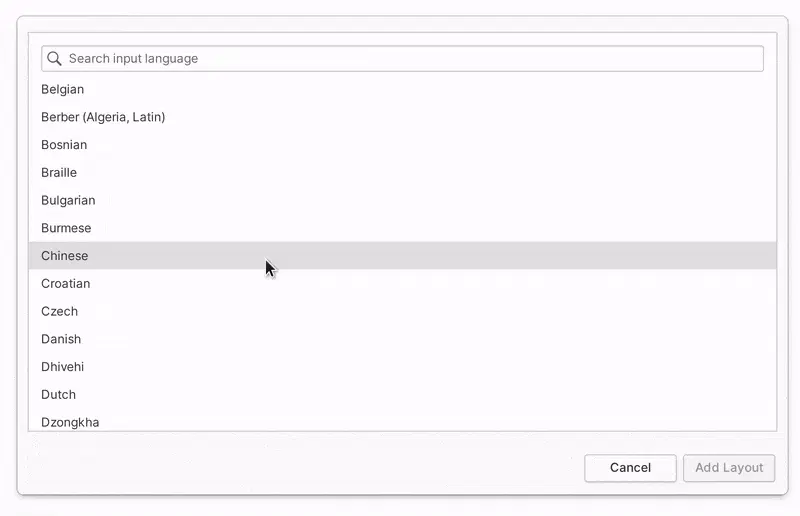 Search input language
Belgian
Berber (Algeria, Latin)
Bosnian
Braille
Bulgarian
Burmese
Chinese
Croatian
Czech
Danish
Dhivehi
Dutch
Dzongkha
Cancel Add Layout